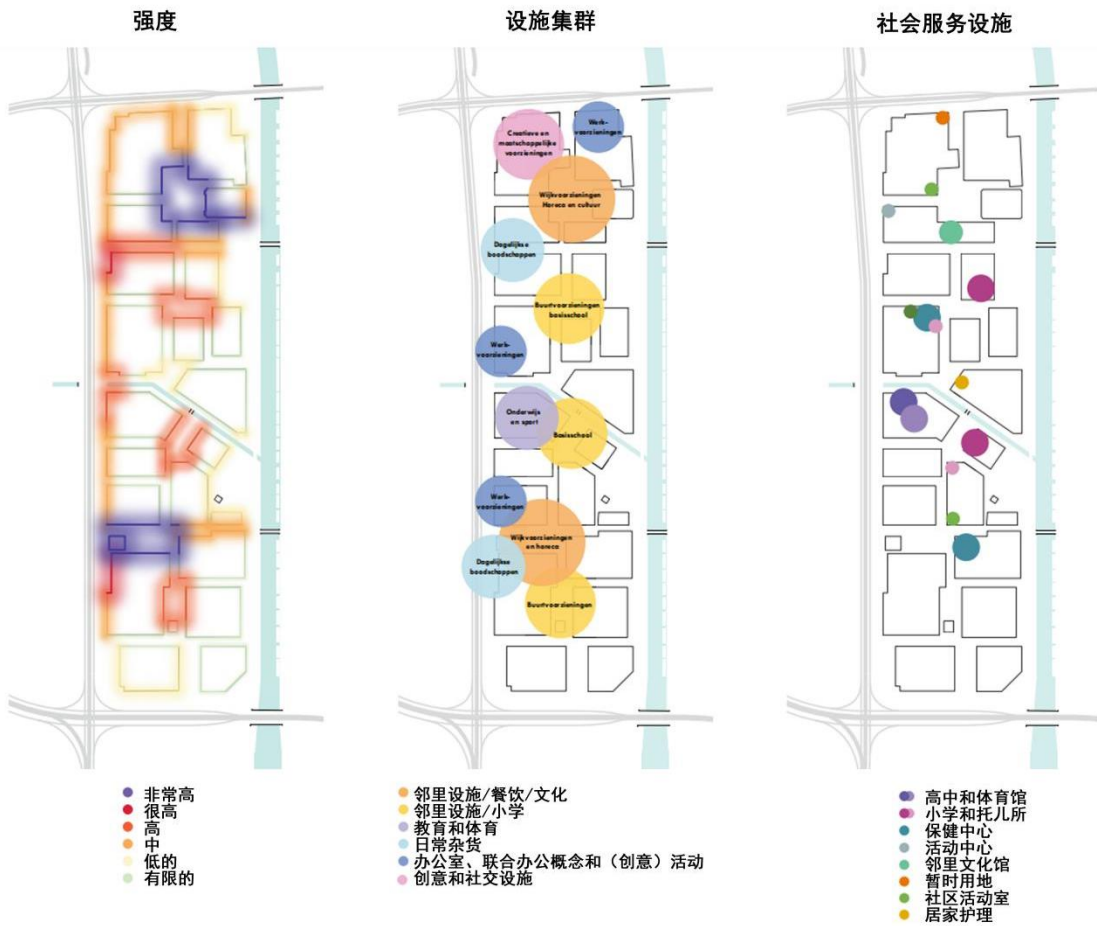 强度
设施集群
社会服务设施
Creatieve en
maatschappelijke
voorzieningen
Werk-
voorzieningen
Wijkvoorzieningen
Horeca en cultuur
Dagelijkse
boodschappen
Buurtvoorzieningen
basisschool
Werk-
voorzieningen
Onderwijs
en sport
Basisschool
Werk-
voorzieningen
Wijkvoorzieningen
en horeca
Dagelijkse
boodschappen
Buurtvoorzieningen
非常高
很高
高
中
低的
有限的
邻里设施/餐饮/文化
邻里设施/小学
教育和体育
日常杂货
办公室、联合办公概念和（创意）活动
创意和社交设施
高中和体育馆
小学和托儿所
保健中心
活动中心
邻里文化馆
暂时用地
社区活动室
居家护理